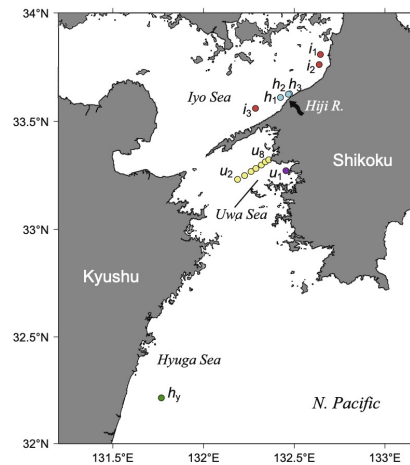 34°N
i₁
i₂
h₂ h₃
Iyo Sea
h₁
i₃
Hiji R.
33.5°N
u₈
Shikoku
u₂
u₁
Uwa Sea
33°N
Kyushu
32.5°N
Hyuga Sea
hᵧ
N. Pacific
32°N
131.5°E
132°E
132.5°E
133°E